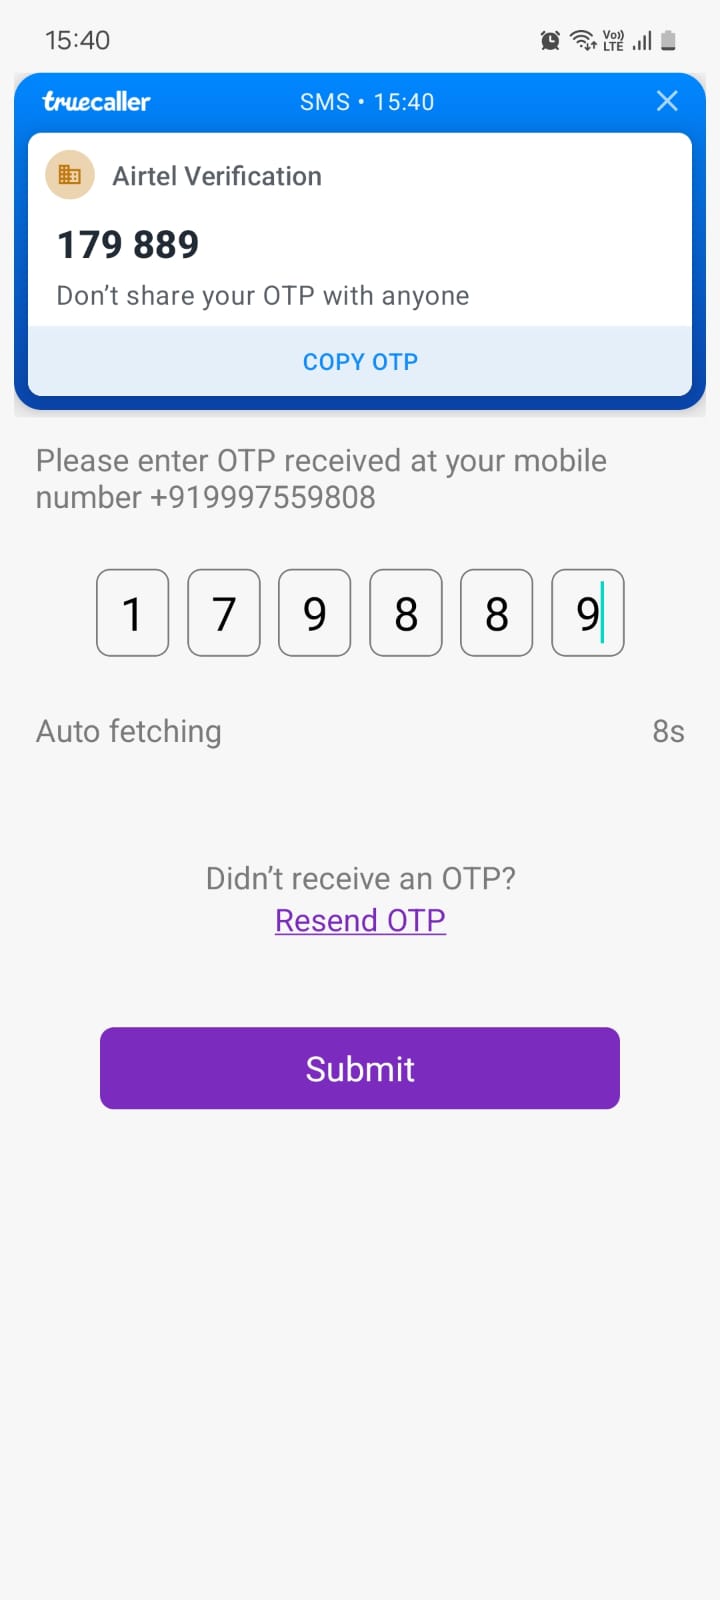 15:40
Vo))
LTE
truecaller
SMS • 15:40
Airtel Verification
179 889
Don't share your OTP with anyone
COPY OTP
Please enter OTP received at your mobile
number +919997559808
1 7 9 8 8 9
Auto fetching 8s
Didn't receive an OTP?
Resend OTP
Submit